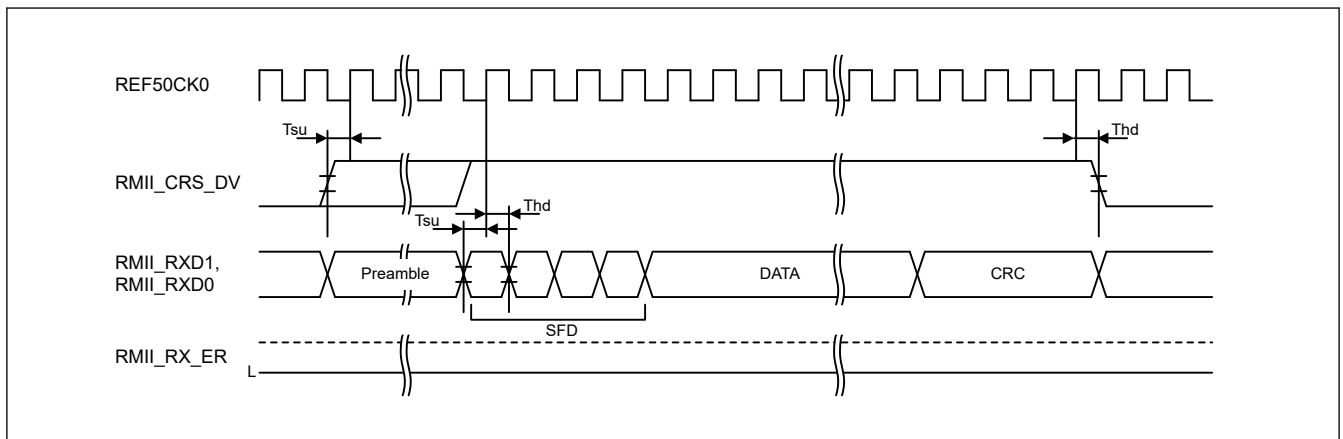 REF50CK0
Tsu
Thd
RMII_CRS_DV
Tsu
Thd
RMII_RXD1,
RMII_RXD0
Preamble
DATA
CRC
SFD
RMII_RX_ER
L